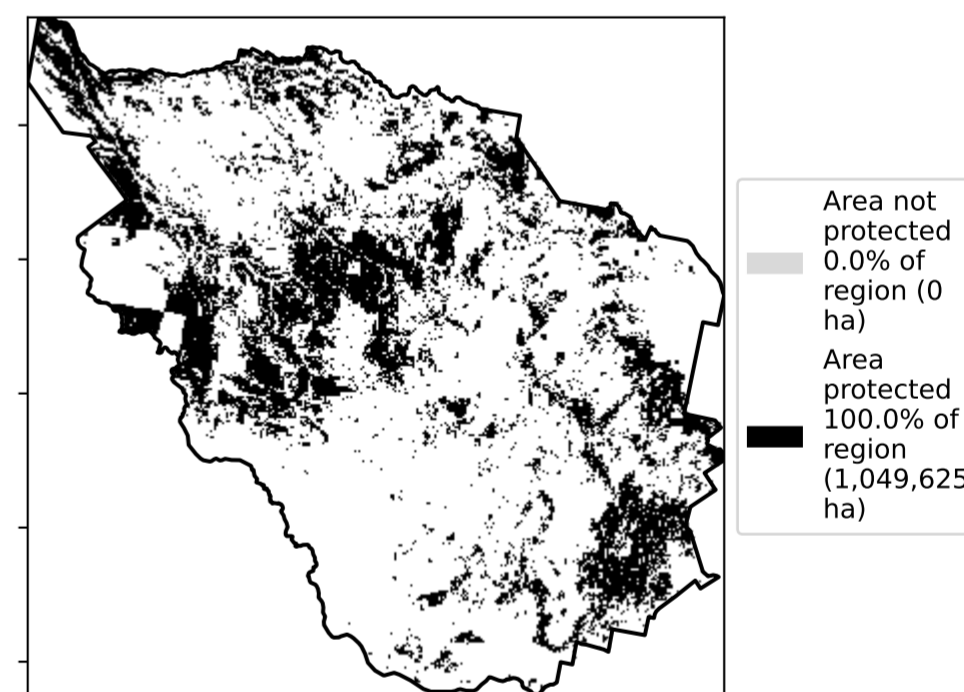 Area not
protected
0.0% of
region (0
ha)
Area
protected
100.0% of
region
(1,049,625
ha)